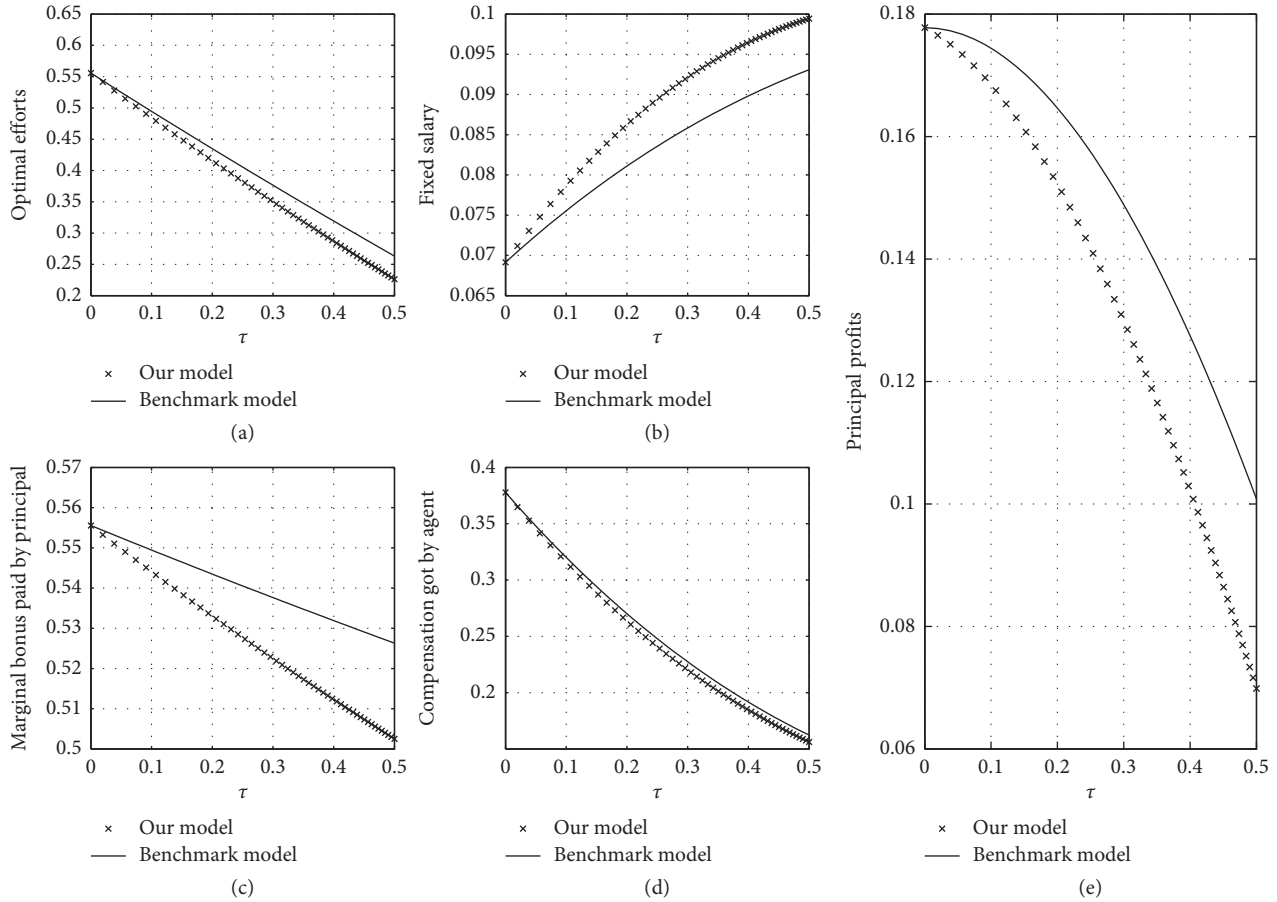 Optimal efforts
0.65
0.6
0.55
0.5
0.45
0.4
0.35
0.3
0.25
0.2
0 0.1 0.2 0.3 0.4 0.5
τ
× Our model
Benchmark model
(a)
Fixed salary
0.1
0.095
0.09
0.085
0.08
0.075
0.07
0.065
0 0.1 0.2 0.3 0.4 0.5
τ
× Our model
Benchmark model
(b)
Marginal bonus paid by principal
0.57
0.56
0.55
0.54
0.53
0.52
0.51
0.5
0 0.1 0.2 0.3 0.4 0.5
τ
× Our model
Benchmark model
(c)
Compensation got by agent
0.4
0.35
0.3
0.25
0.2
0 0.1 0.2 0.3 0.4 0.5
τ
× Our model
Benchmark model
(d)
Principal profits
0.18
0.16
0.14
0.12
0.1
0.08
0.06
0 0.1 0.2 0.3 0.4 0.5
τ
× Our model
Benchmark model
(e)